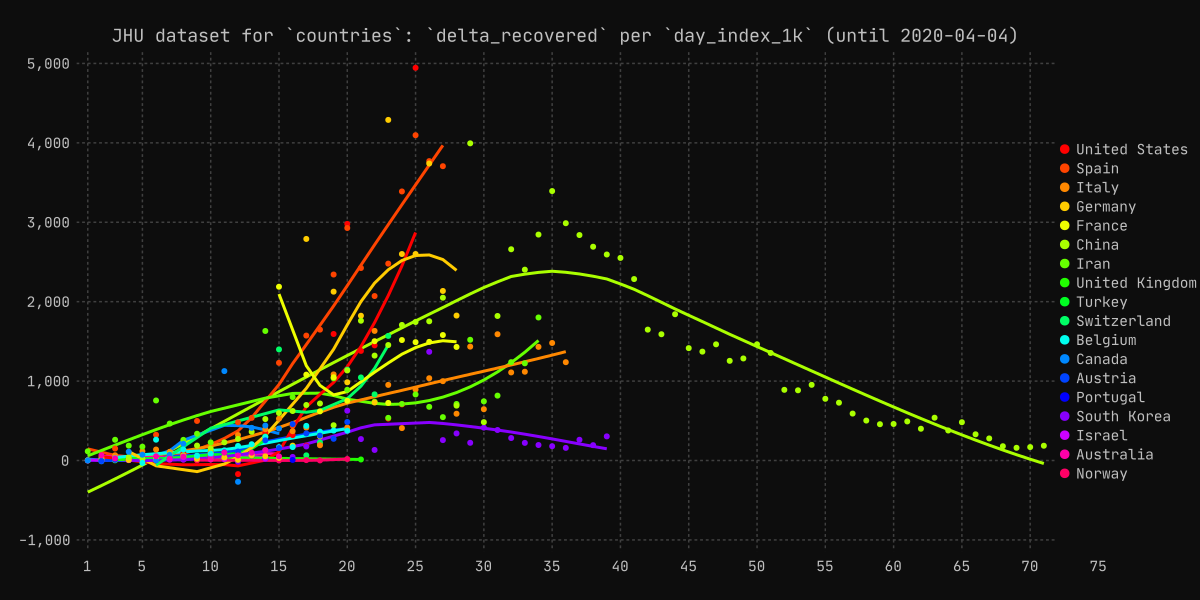 JHU dataset for `countries`: `delta_recovered` per `day_index_1k` (until 2020-04-04)
5,000
4,000
3,000
2,000
1,000
0
-1,000
1 5 10 15 20 25 30 35 40 45 50 55 60 65 70 75
United States
Spain
Italy
Germany
France
China
Iran
United Kingdom
Turkey
Switzerland
Belgium
Canada
Austria
Portugal
South Korea
Israel
Australia
Norway